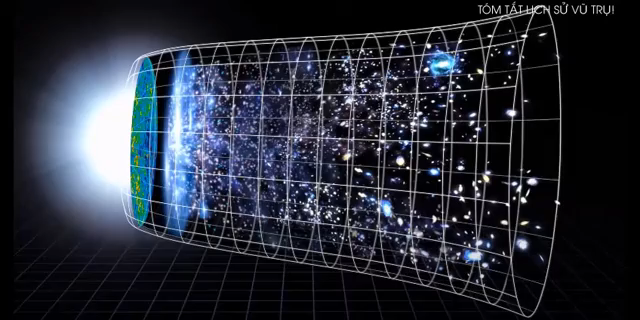 TÓM TẮT LỊCH SỬ VŨ TRỤ!